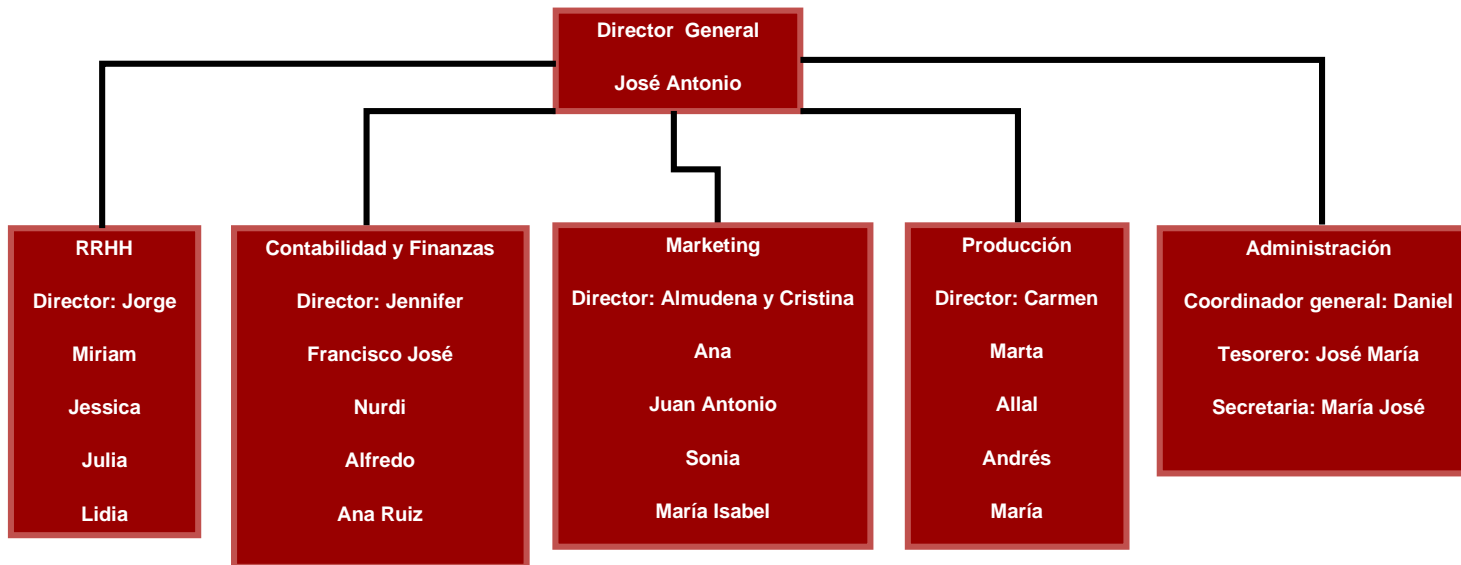 Director General
José Antonio
RRHH
Director: Jorge
Miriam
Jessica
Julia
Lidia
Contabilidad y Finanzas
Director: Jennifer
Francisco José
Nurdi
Alfredo
Ana Ruiz
Marketing
Director: Almudena y Cristina
Ana
Juan Antonio
Sonia
María Isabel
Producción
Director: Carmen
Marta
Allal
Andrés
María
Administración
Coordinador general: Daniel
Tesorero: José María
Secretaria: María José